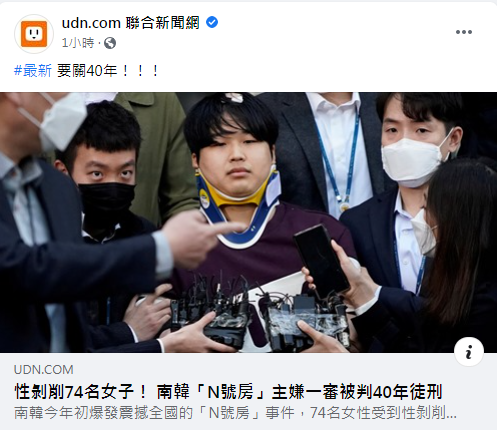 udn.com 聯合新聞網
1小時 ·
#最新 要關40年！！！
UDN.COM
性剝削74名女子！ 南韓「N號房」主嫌一審被判40年徒刑
南韓今年初爆發震撼全國的「N號房」事件，74名女性受到性剝削...